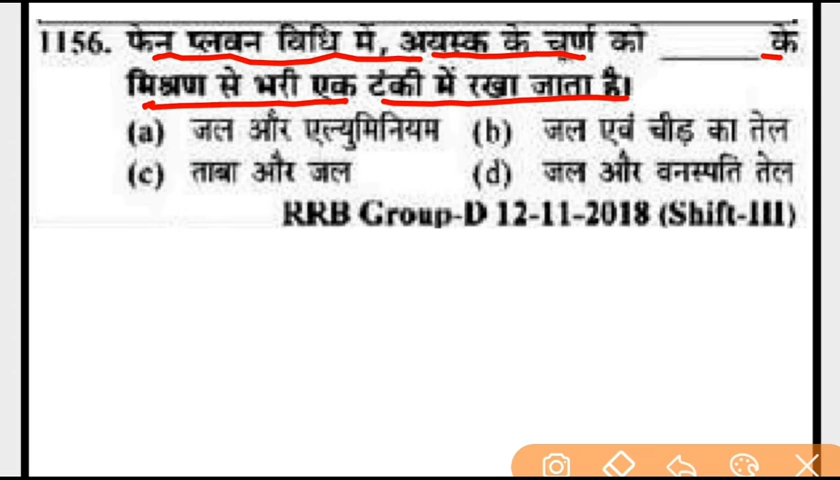 1156. फेन प्लवन विधि में, अयस्क के चूर्ण को ______ के
मिश्रण से भरी एक टंकी में रखा जाता है।
(a) जल और एल्युमिनियम (b) जल एवं चीड़ का तेल
(c) ताबा और जल (d) जल और वनस्पति तेल
RRB Group-D 12-11-2018 (Shift-III)